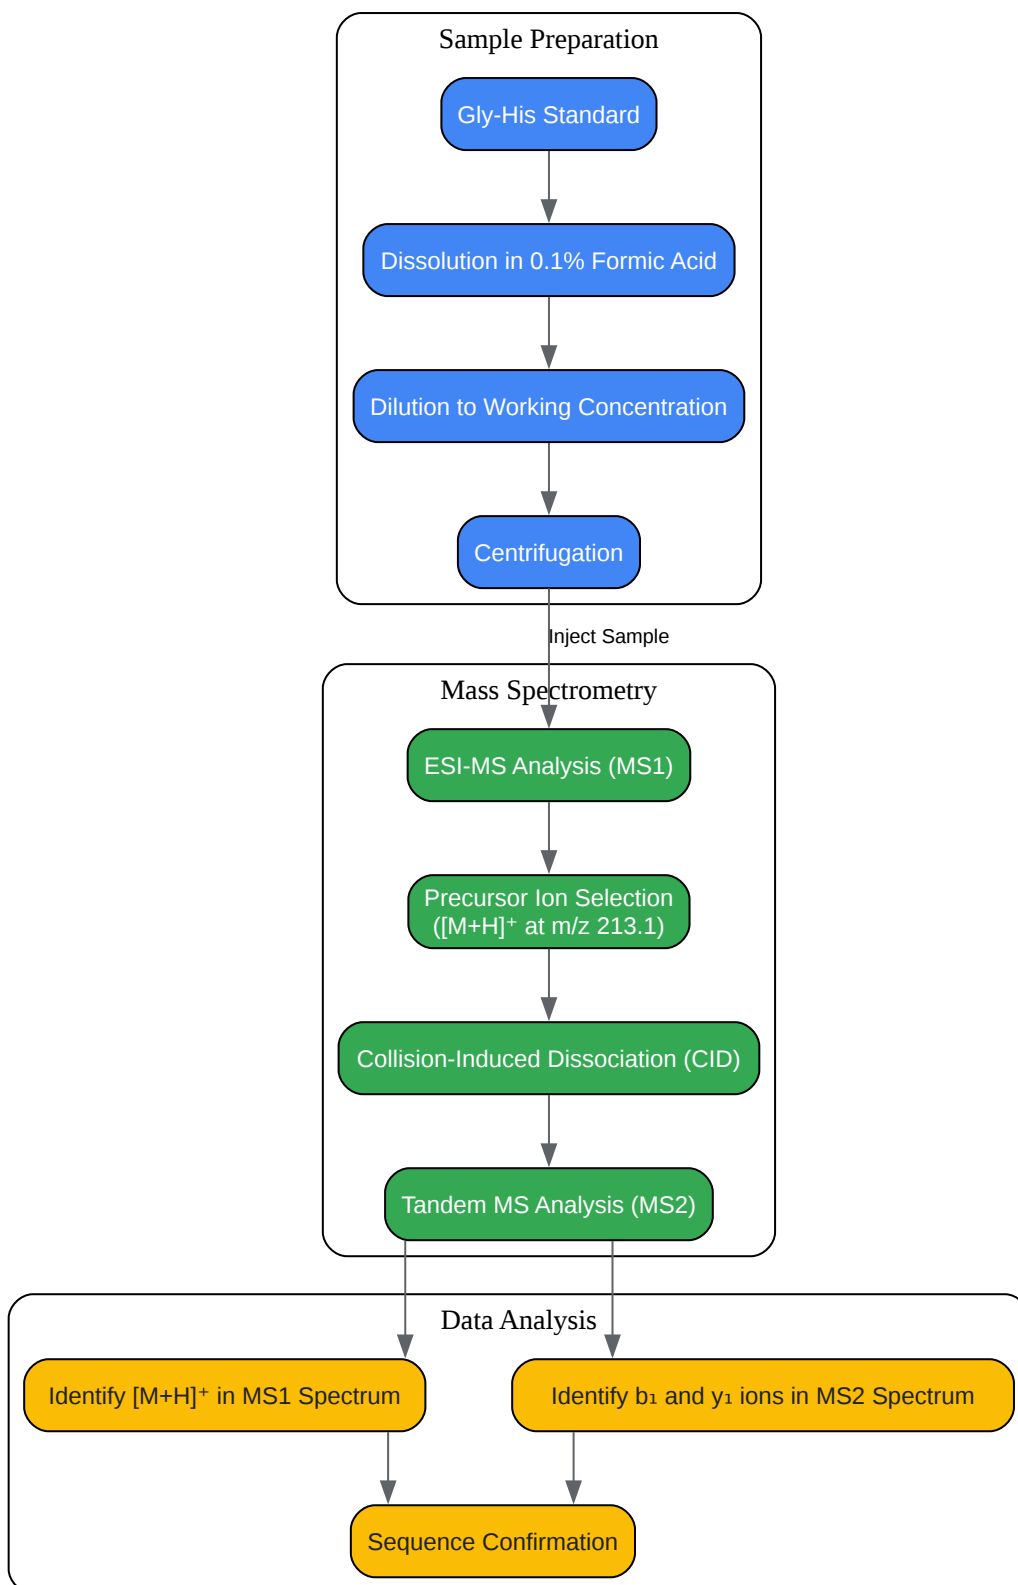 Sample Preparation
Gly-His Standard
Dissolution in 0.1% Formic Acid
Dilution to Working Concentration
Centrifugation
Inject Sample
Mass Spectrometry
ESI-MS Analysis (MS1)
Precursor Ion Selection
([M+H]⁺ at m/z 213.1)
Collision-Induced Dissociation (CID)
Tandem MS Analysis (MS2)
Data Analysis
Identify [M+H]⁺ in MS1 Spectrum
Identify b₁ and y₁ ions in MS2 Spectrum
Sequence Confirmation